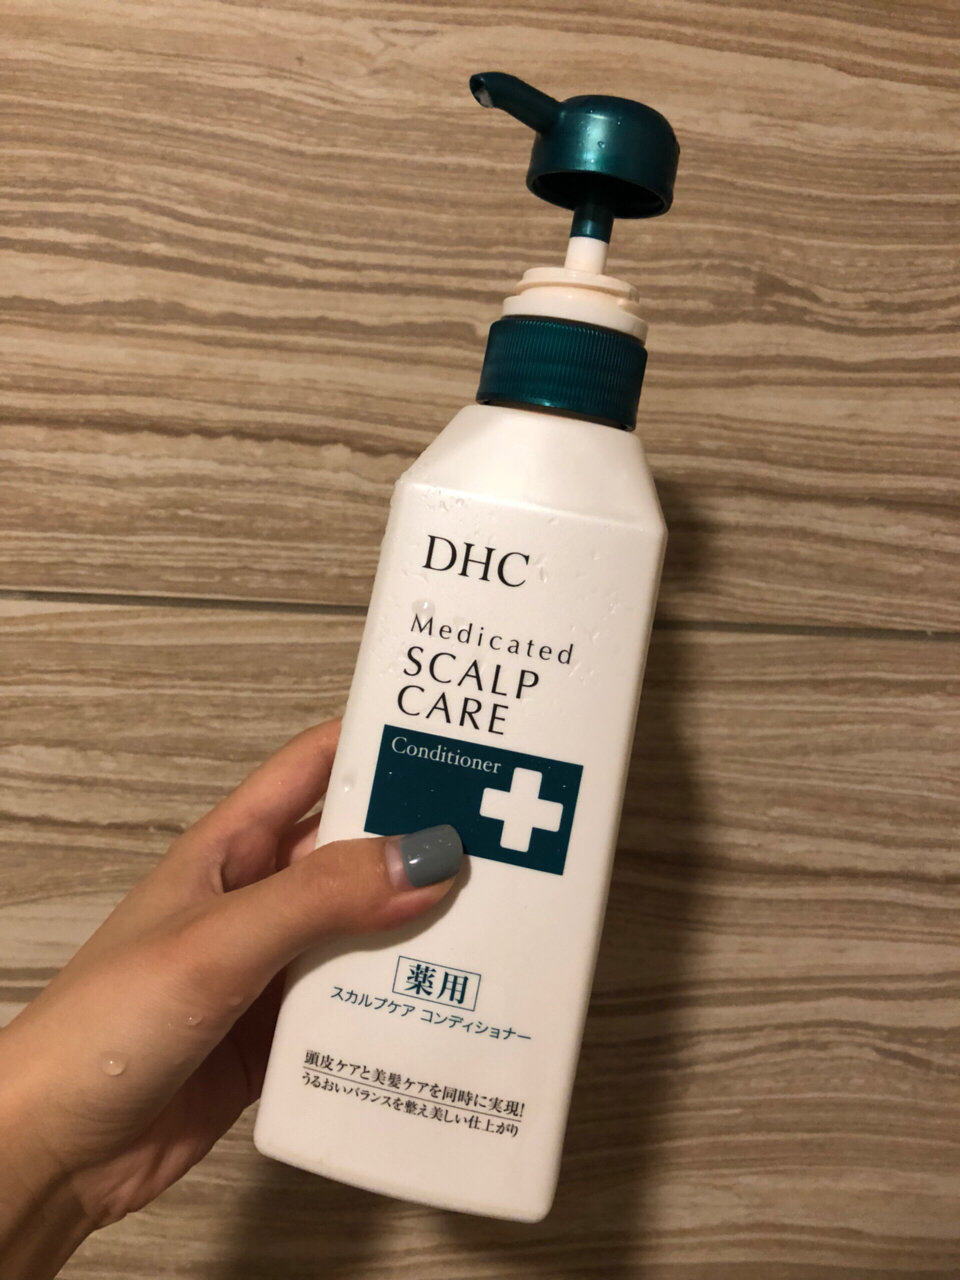 DHC
Medicated
SCALP
CARE
Conditioner
薬用
スカルプケア コンディショナー
頭皮ケアと美髪ケアを同時に実現!
うるおいバランスを整え美しい仕上がり